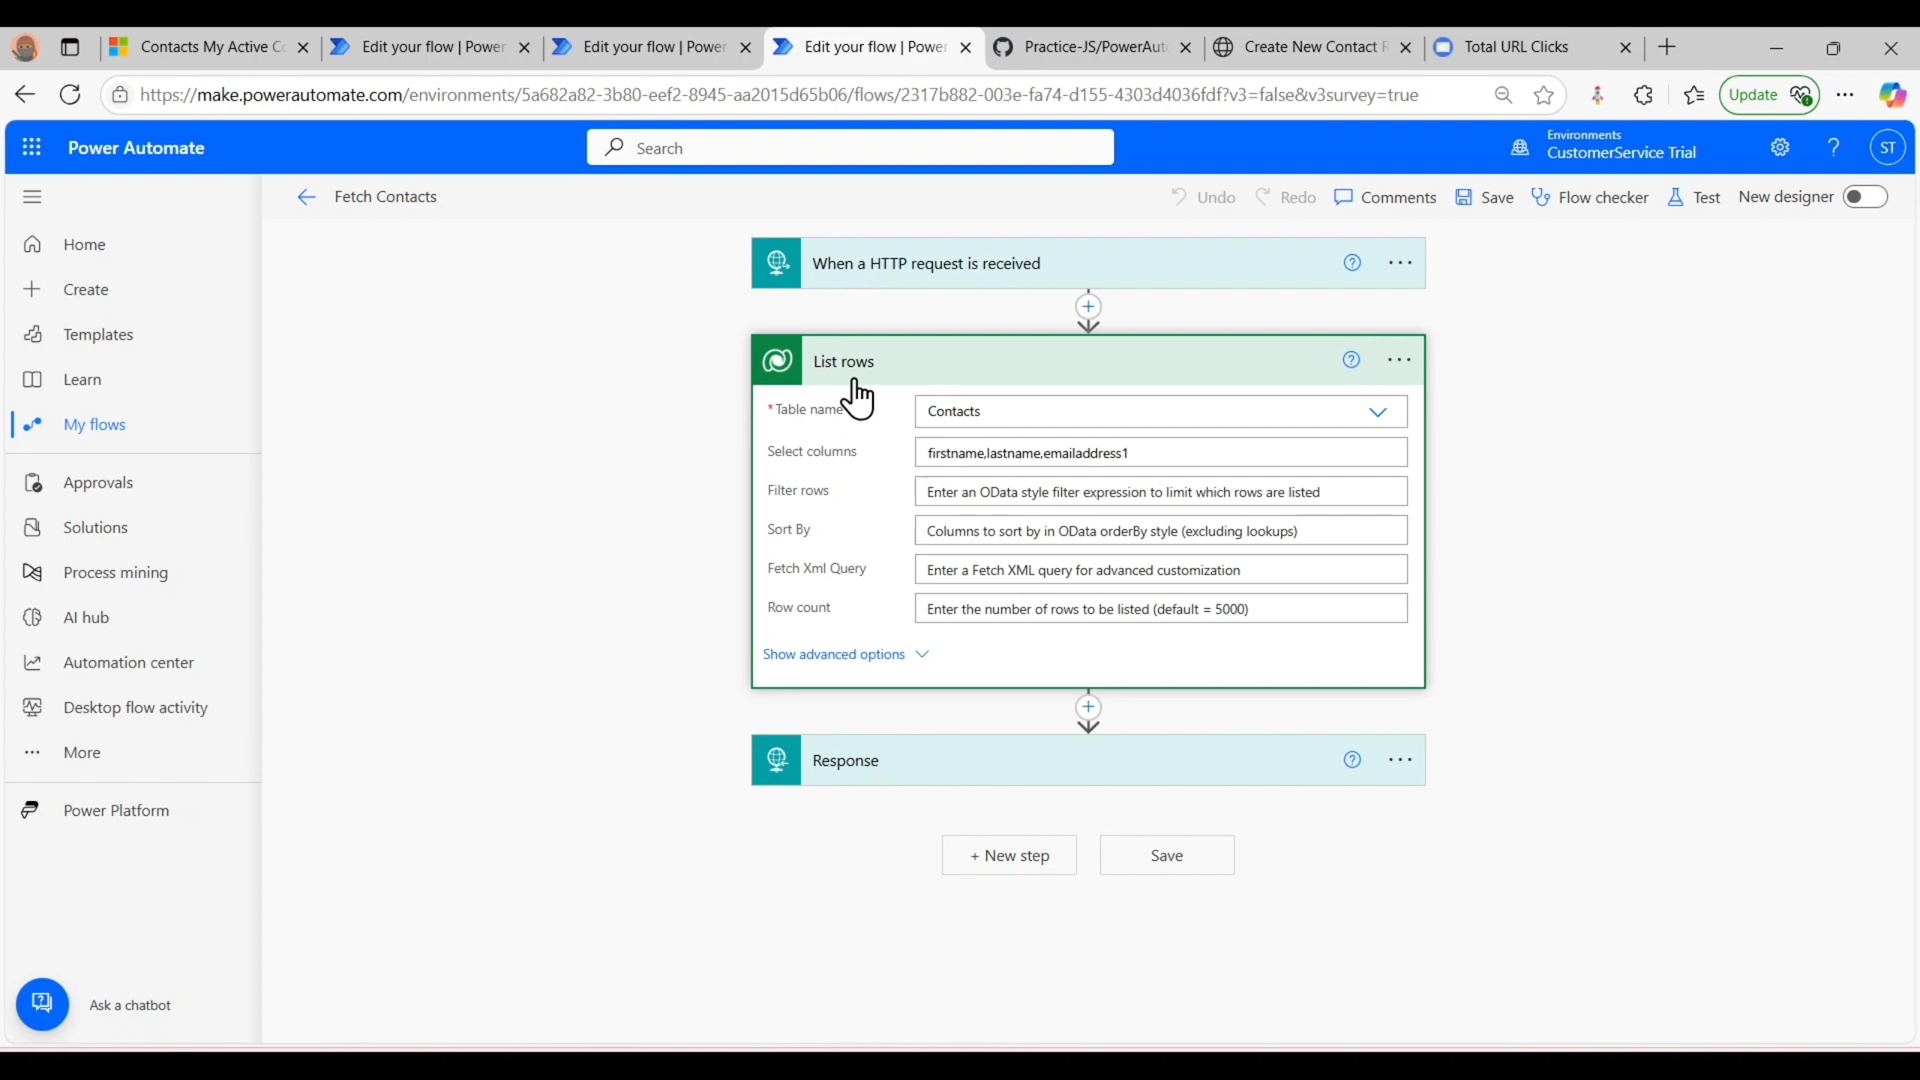 Contacts My Active C
Edit your flow | Power
Edit your flow | Power
Edit your flow | Power
Practice-JS/PowerAut
Create New Contact R
Total URL Clicks
https://make.powerautomate.com/environments/5a682a82-3b80-eef2-8945-aa2015d65b06/flows/2317b882-003e-fa74-d155-4303d4036fdf?v3=false&v3survey=true
Update
Power Automate
Search
Environments
CustomerService Trial
?
ST
Fetch Contacts
Undo
Redo
Comments
Save
Flow checker
Test
New designer
Home
Create
Templates
Learn
My flows
Approvals
Solutions
Process mining
AI hub
Automation center
Desktop flow activity
More
Power Platform
Ask a chatbot
When a HTTP request is received
List rows
* Table name
Contacts
Select columns
firstname,lastname,emailaddress1
Filter rows
Enter an OData style filter expression to limit which rows are listed
Sort By
Columns to sort by in OData orderBy style (excluding lookups)
Fetch Xml Query
Enter a Fetch XML query for advanced customization
Row count
Enter the number of rows to be listed (default = 5000)
Show advanced options
Response
+ New step
Save